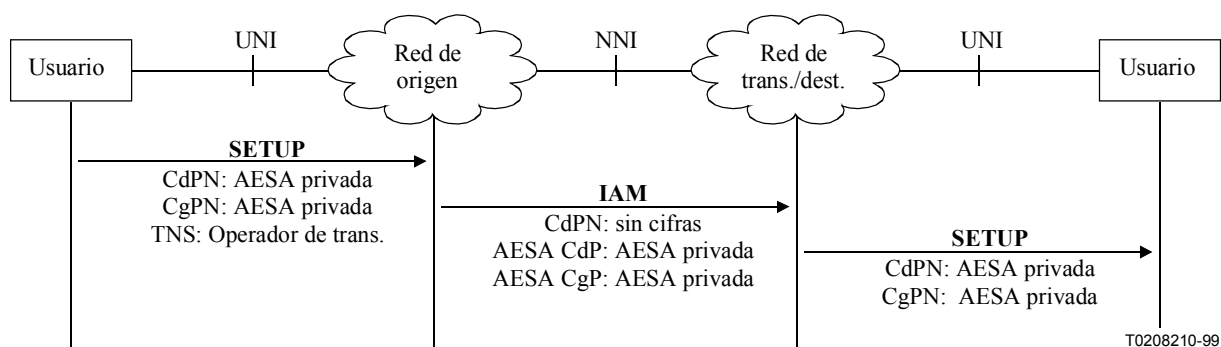 UNI
NNI
UNI
Usuario
Red de
origen
Red de
trans./dest.
Usuario
SETUP
CdPN: AESA privada
CgPN: AESA privada
TNS: Operador de trans.
IAM
CdPN: sin cifras
AESA CdP: AESA privada
AESA CgP: AESA privada
SETUP
CdPN: AESA privada
CgPN: AESA privada
T0208210-99